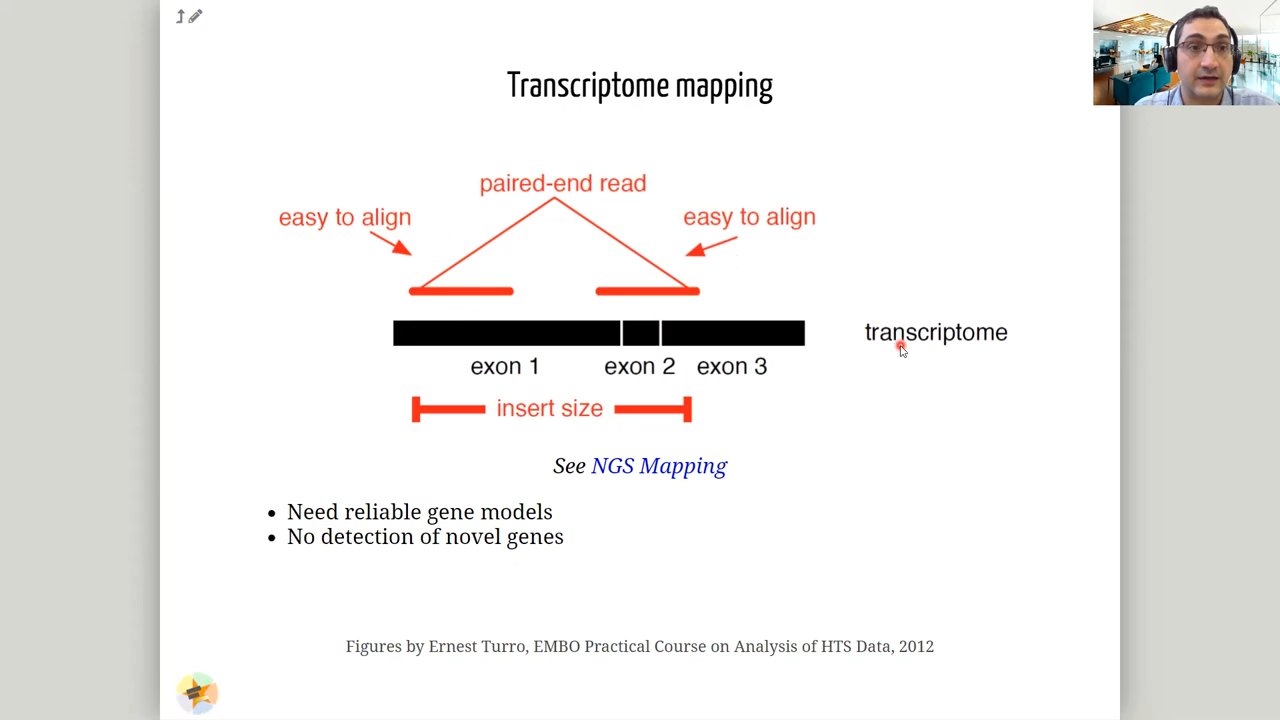 Transcriptome mapping
paired-end read
easy to align
easy to align
transcriptome
exon 1
exon 2
exon 3
insert size
See NGS Mapping
• Need reliable gene models
• No detection of novel genes
Figures by Ernest Turro, EMBO Practical Course on Analysis of HTS Data, 2012